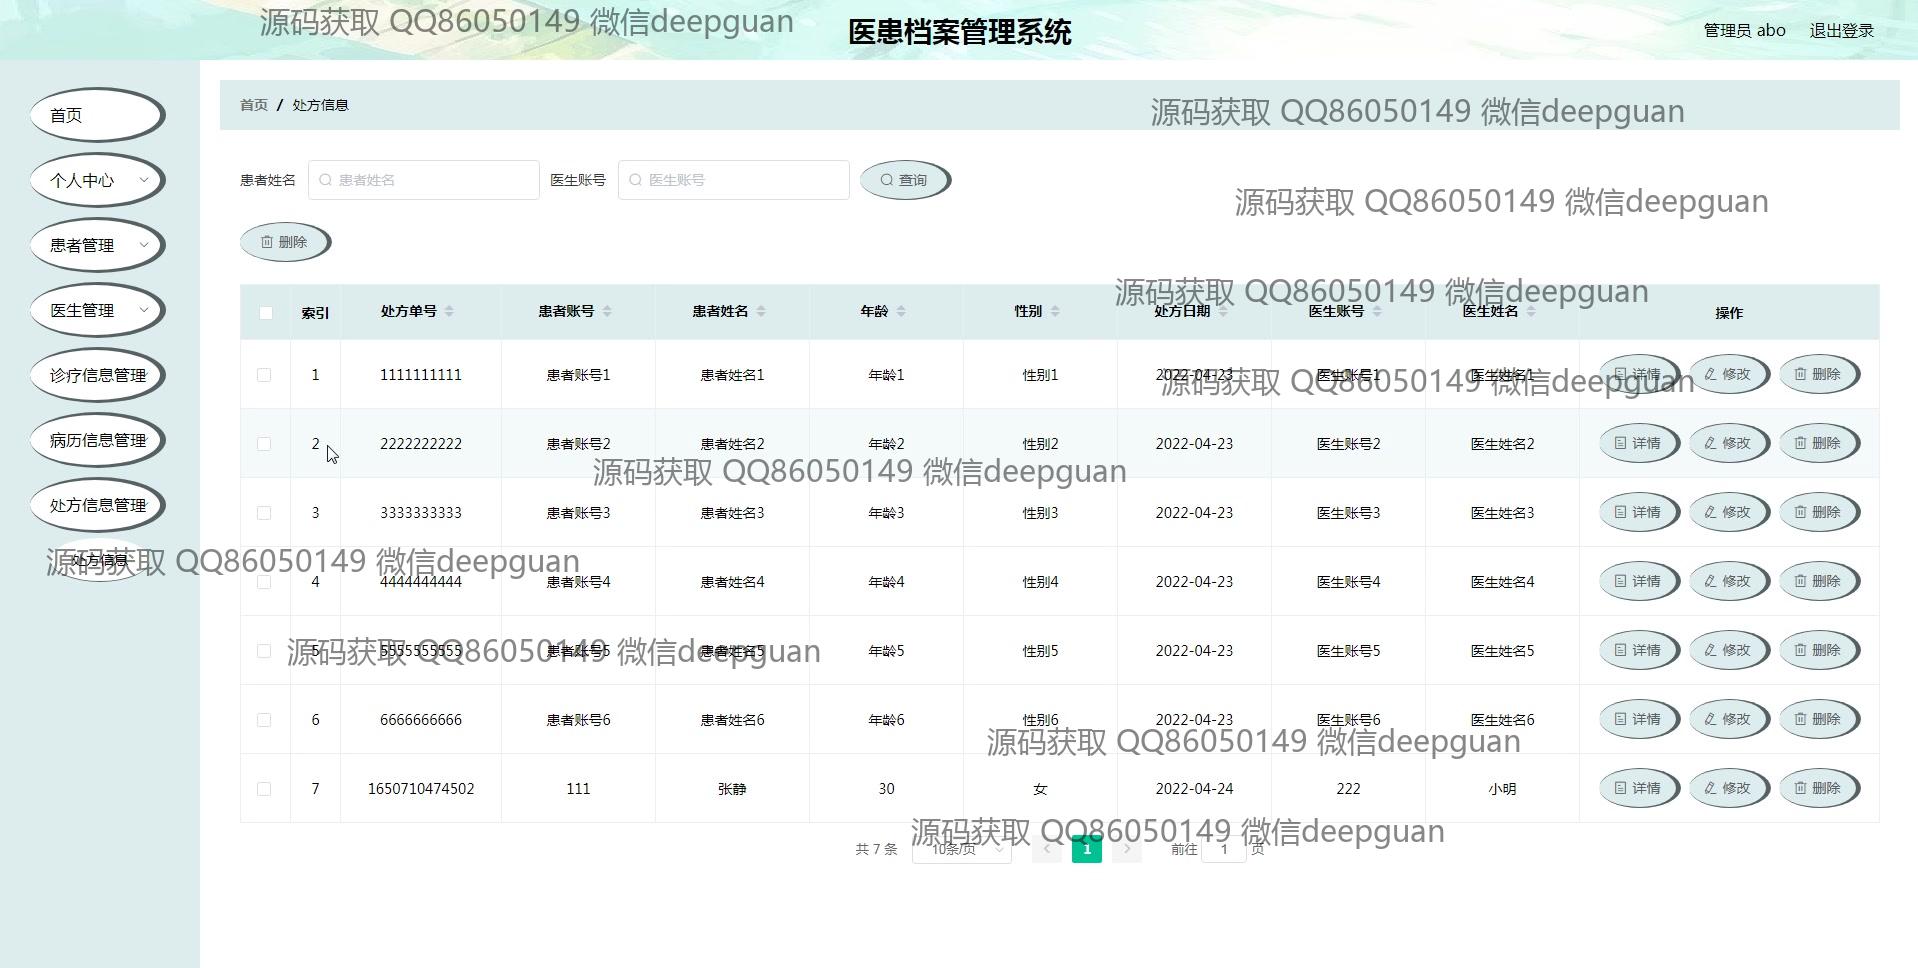 源码获取 QQ86050149 微信deepguan
医患档案管理系统
管理员 abo 退出登录
首页
个人中心
患者管理
医生管理
诊疗信息管理
病历信息管理
处方信息管理
处方信息
首页 / 处方信息
源码获取 QQ86050149 微信deepguan
患者姓名 患者姓名 医生账号 医生账号 查询
源码获取 QQ86050149 微信deepguan
删除
源码获取 QQ86050149 微信deepguan
索引 处方单号 患者账号 患者姓名 年龄 性别 处方日期 医生账号 医生姓名 操作
1 1111111111 患者账号1 患者姓名1 年龄1 性别1 2022-04-23 医生账号1 医生姓名1 详情 修改 删除
源码获取 QQ86050149 微信deepguan
2 2222222222 患者账号2 患者姓名2 年龄2 性别2 2022-04-23 医生账号2 医生姓名2 详情 修改 删除
源码获取 QQ86050149 微信deepguan
3 3333333333 患者账号3 患者姓名3 年龄3 性别3 2022-04-23 医生账号3 医生姓名3 详情 修改 删除
源码获取 QQ86050149 微信deepguan
4 4444444444 患者账号4 患者姓名4 年龄4 性别4 2022-04-23 医生账号4 医生姓名4 详情 修改 删除
5 5555555555 患者账号5 患者姓名5 年龄5 性别5 2022-04-23 医生账号5 医生姓名5 详情 修改 删除
源码获取 QQ86050149 微信deepguan
6 6666666666 患者账号6 患者姓名6 年龄6 性别6 2022-04-23 医生账号6 医生姓名6 详情 修改 删除
源码获取 QQ86050149 微信deepguan
7 1650710474502 111 张静 30 女 2022-04-24 222 小明 详情 修改 删除
源码获取 QQ86050149 微信deepguan
共 7 条 10条/页 1 前往 1 页